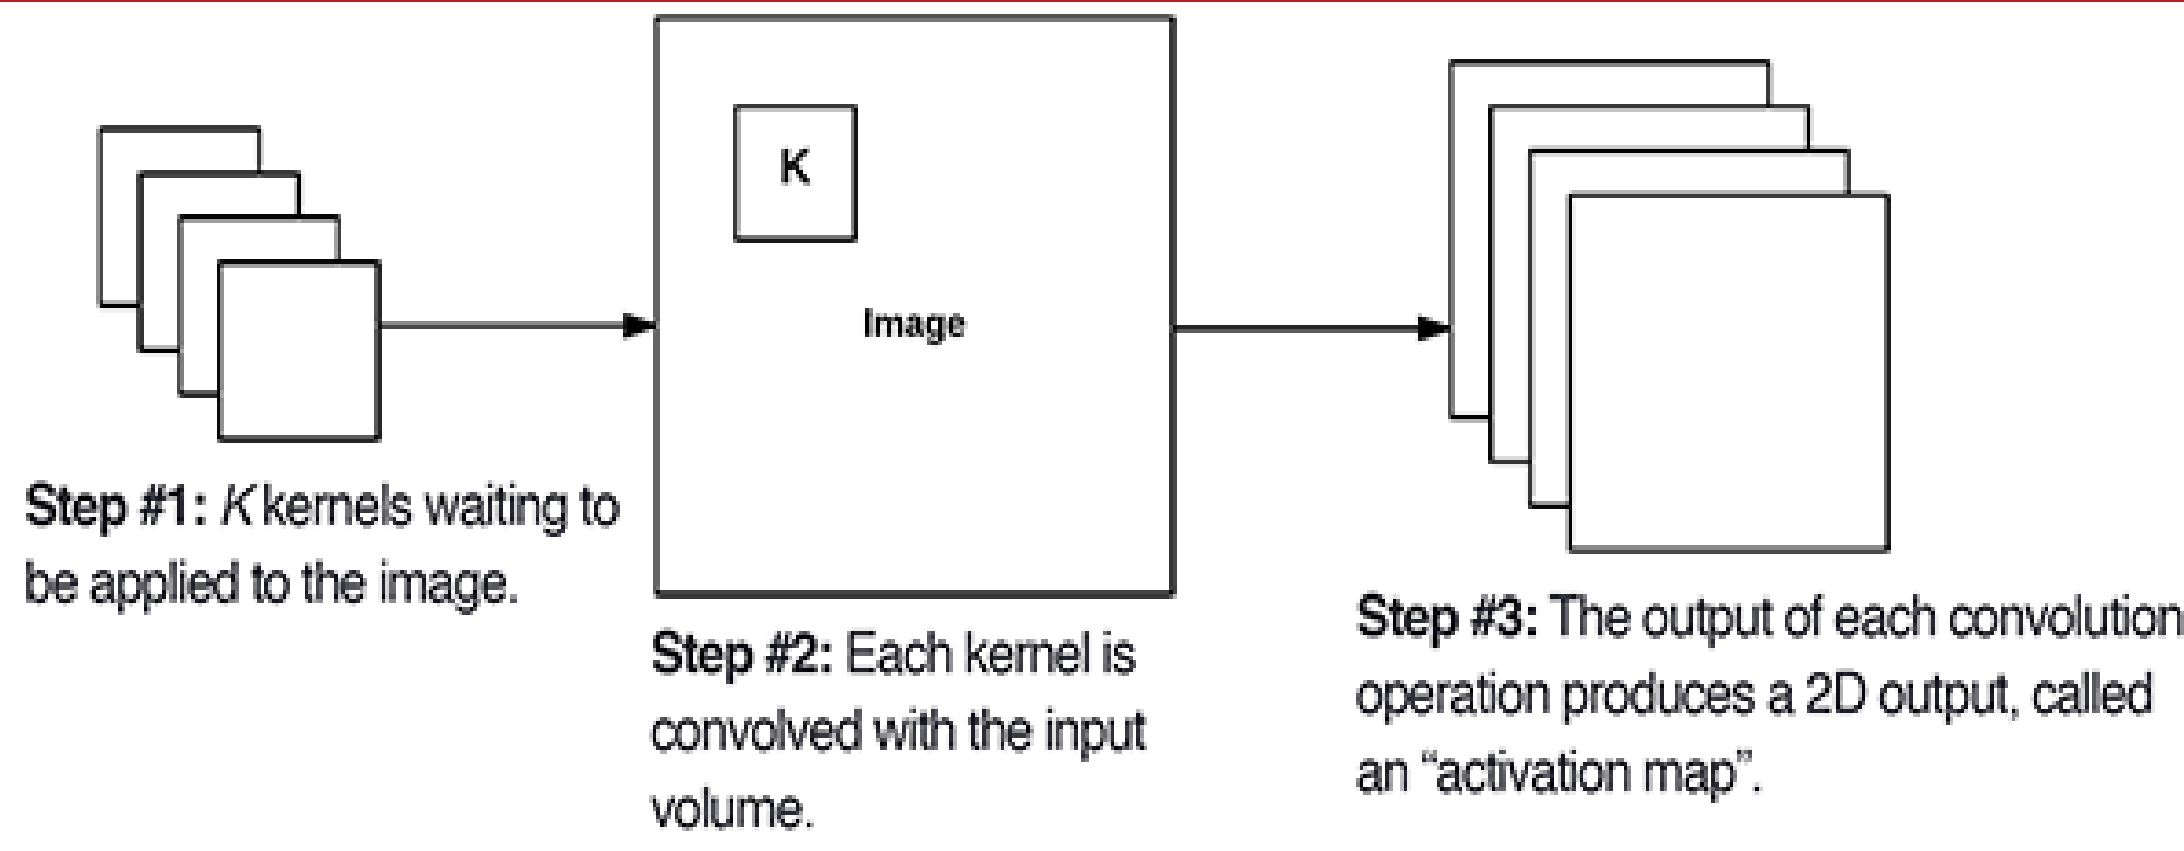 K
Image
Step #1: K kernels waiting to
be applied to the image.
Step #2: Each kernel is
convolved with the input
volume.
Step #3: The output of each convolution
operation produces a 2D output, called
an “activation map”.